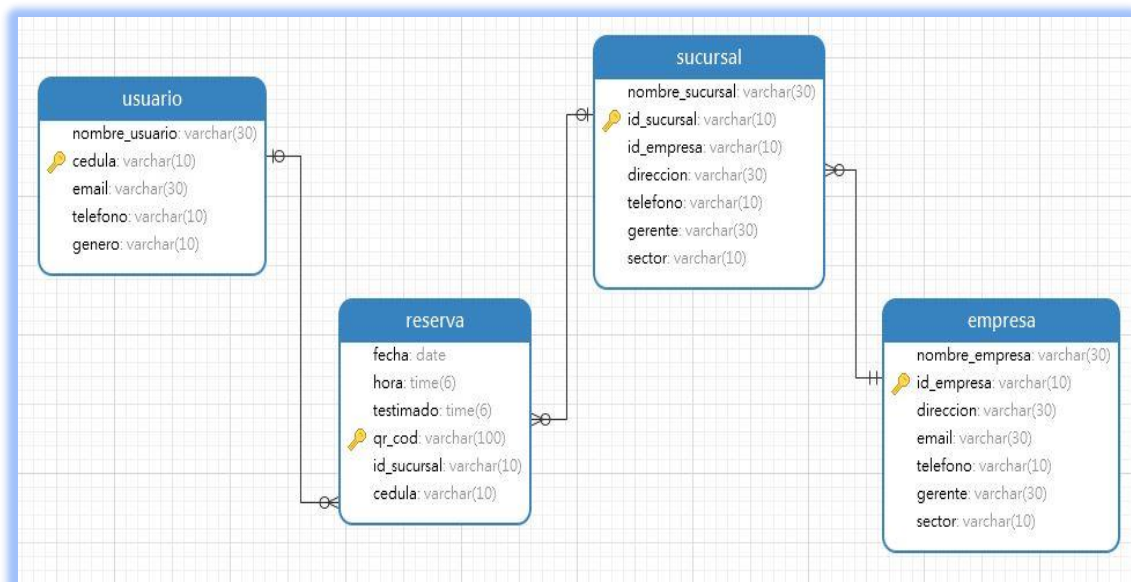 usuario
nombre_usuario: varchar(30)
cedula: varchar(10)
email: varchar(30)
telefono: varchar(10)
genero: varchar(10)
sucursal
nombre_sucursal: varchar(30)
id_sucursal: varchar(10)
id_empresa: varchar(10)
direccion: varchar(30)
telefono: varchar(10)
gerente: varchar(30)
sector: varchar(10)
reserva
fecha: date
hora: time(6)
testimado: time(6)
qr_cod: varchar(100)
id_sucursal: varchar(10)
cedula: varchar(10)
empresa
nombre_empresa: varchar(30)
id_empresa: varchar(10)
direccion: varchar(30)
email: varchar(30)
telefono: varchar(10)
gerente: varchar(30)
sector: varchar(10)